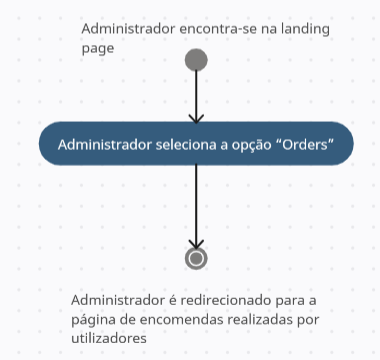 Administrador encontra-se na landing
page
Administrador seleciona a opção “Orders”
Administrador é redirecionado para a
página de encomendas realizadas por
utilizadores